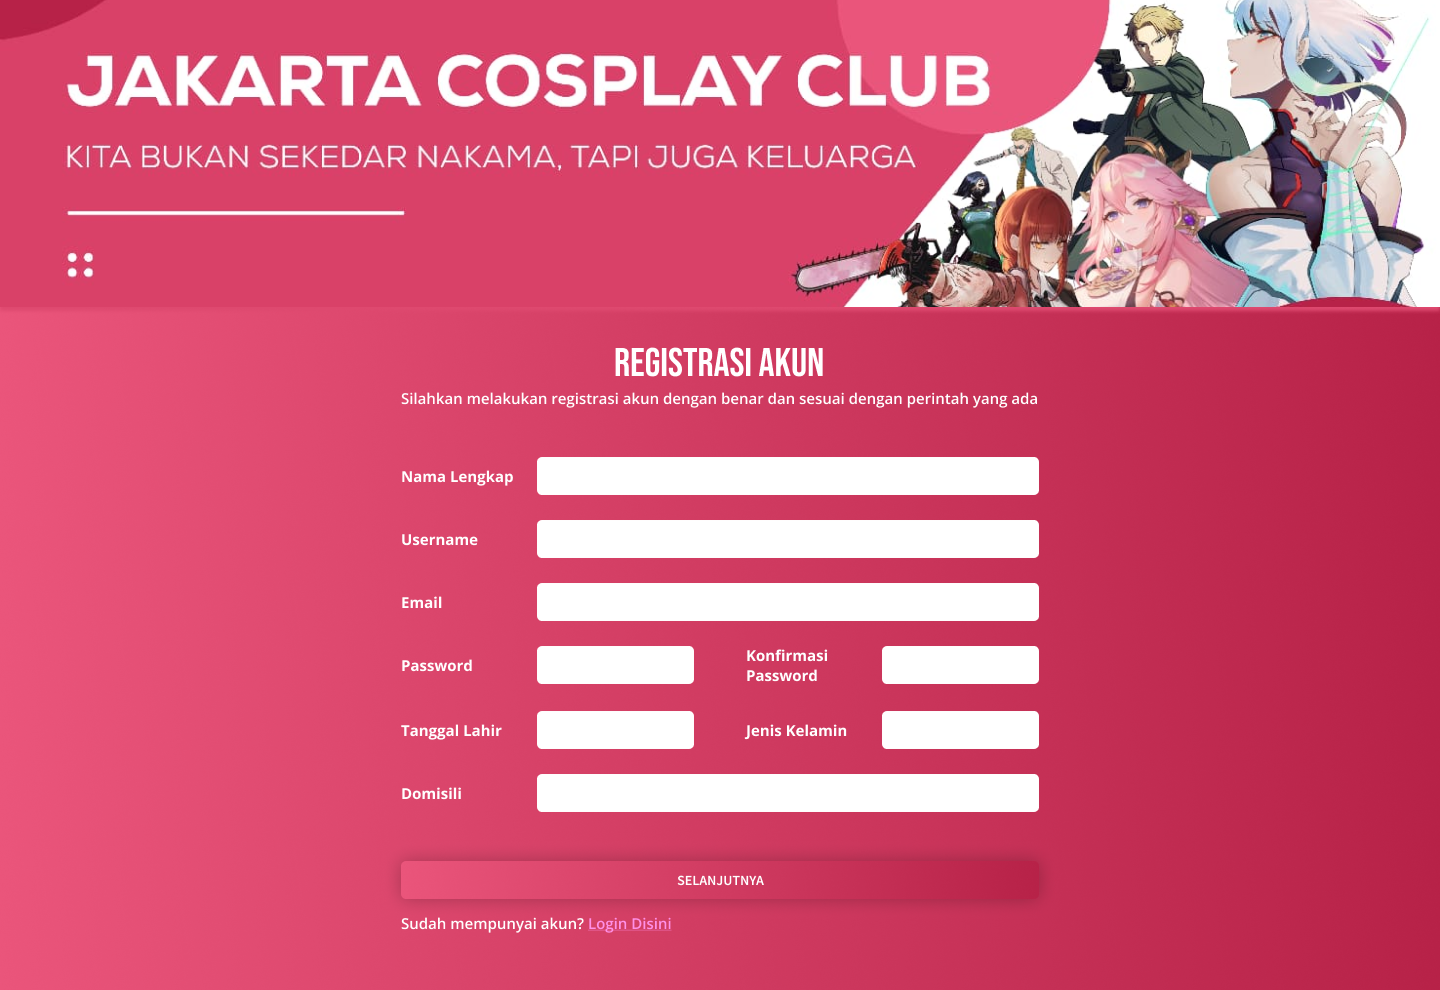 JAKARTA COSPLAY CLUB
KITA BUKAN SEKEDAR NAKAMA, TAPI JUGA KELUARGA
REGISTRASI AKUN
Silahkan melakukan registrasi akun dengan benar dan sesuai dengan perintah yang ada
Nama Lengkap
Username
Email
Password
Konfirmasi
Password
Tanggal Lahir
Jenis Kelamin
Domisili
SELANJUTNYA
Sudah mempunyai akun? Login Disini